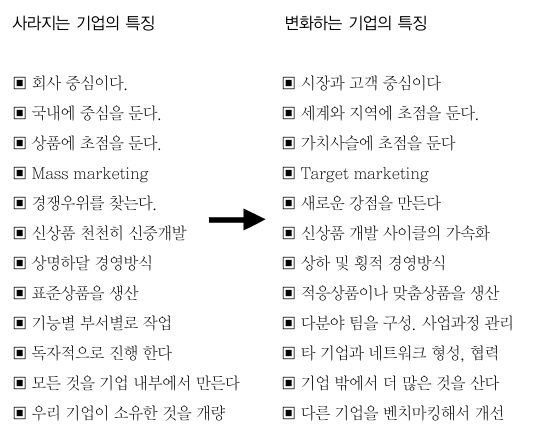 사라지는 기업의 특징
변화하는 기업의 특징
▣ 회사 중심이다.
▣ 시장과 고객 중심이다
▣ 국내에 중심을 둔다.
▣ 세계와 지역에 초점을 둔다.
▣ 상품에 초점을 둔다.
▣ 가치사슬에 초점을 둔다
▣ Mass marketing
▣ Target marketing
▣ 경쟁우위를 찾는다.
▣ 새로운 강점을 만든다
▣ 신상품 천천히 신중개발
▣ 신상품 개발 사이클의 가속화
▣ 상명하달 경영방식
▣ 상하 및 횡적 경영방식
▣ 표준상품을 생산
▣ 적응상품이나 맞춤상품을 생산
▣ 기능별 부서별로 작업
▣ 다분야 팀을 구성. 사업과정 관리
▣ 독자적으로 진행 한다
▣ 타 기업과 네트워크 형성, 협력
▣ 모든 것을 기업 내부에서 만든다
▣ 기업 밖에서 더 많은 것을 산다
▣ 우리 기업이 소유한 것을 개량
▣ 다른 기업을 벤치마킹해서 개선